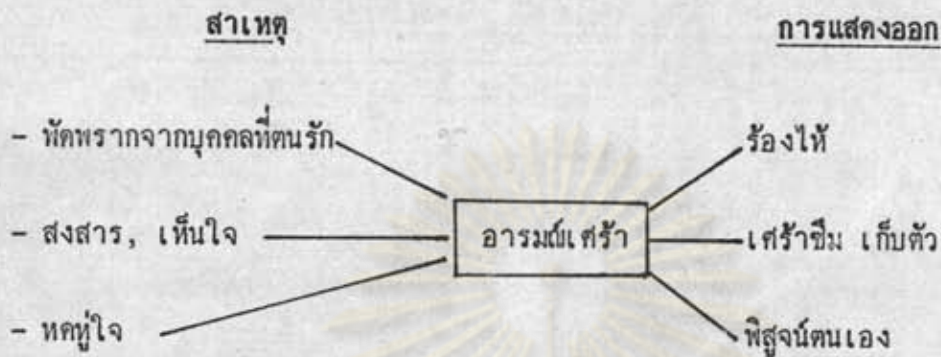 สาเหตุ
การแสดงออก
- พัดพรากจากบุคคลที่ตนรัก
ร้องไห้
- สงสาร, เห็นใจ
อารมณ์เศร้า
เศร้าซึม เก็บตัว
- หดหู่ใจ
พิสูจน์ตนเอง